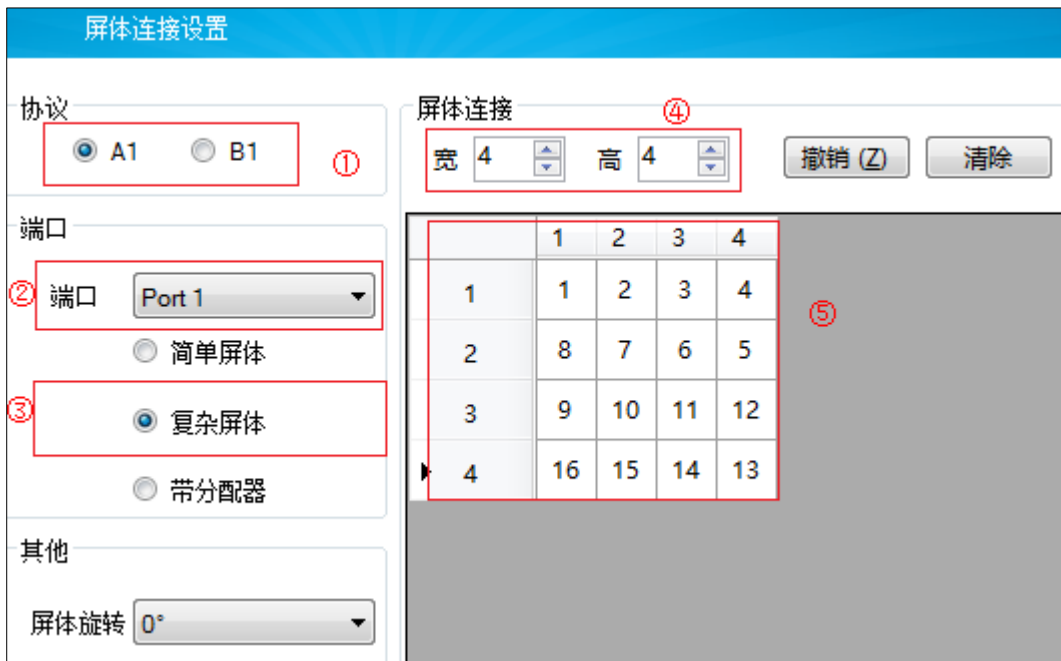 屏体连接设置
协议
A1 B1 ①
端口
② 端口 Port 1
简单屏体
③ 复杂屏体
带分配器
其他
屏体旋转 0°
屏体连接 ④
宽 4 高 4 撤销 (Z) 清除
1 2 3 4
1 1 2 3 4
⑤
2 8 7 6 5
3 9 10 11 12
4 16 15 14 13